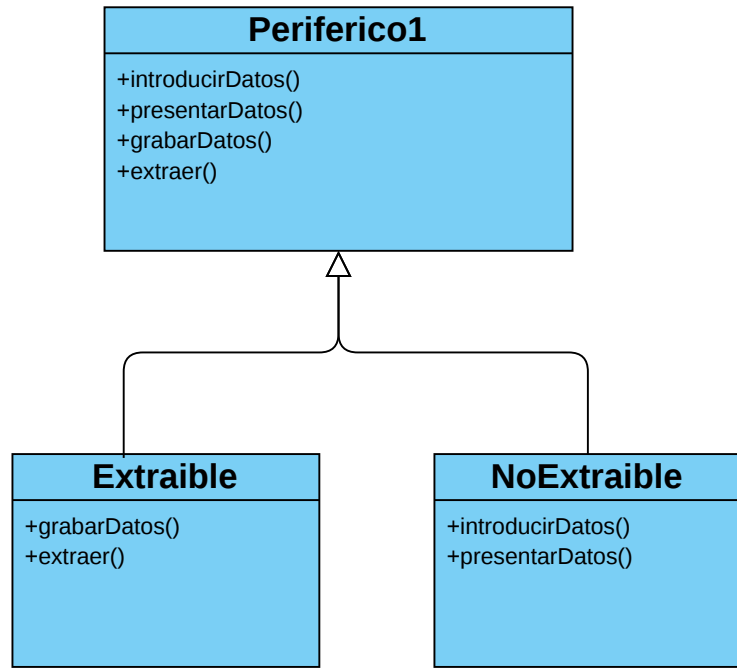 Periferico1
+introducirDatos()
+presentarDatos()
+grabarDatos()
+extraer()
Extraible
+grabarDatos()
+extraer()
NoExtraible
+introducirDatos()
+presentarDatos()